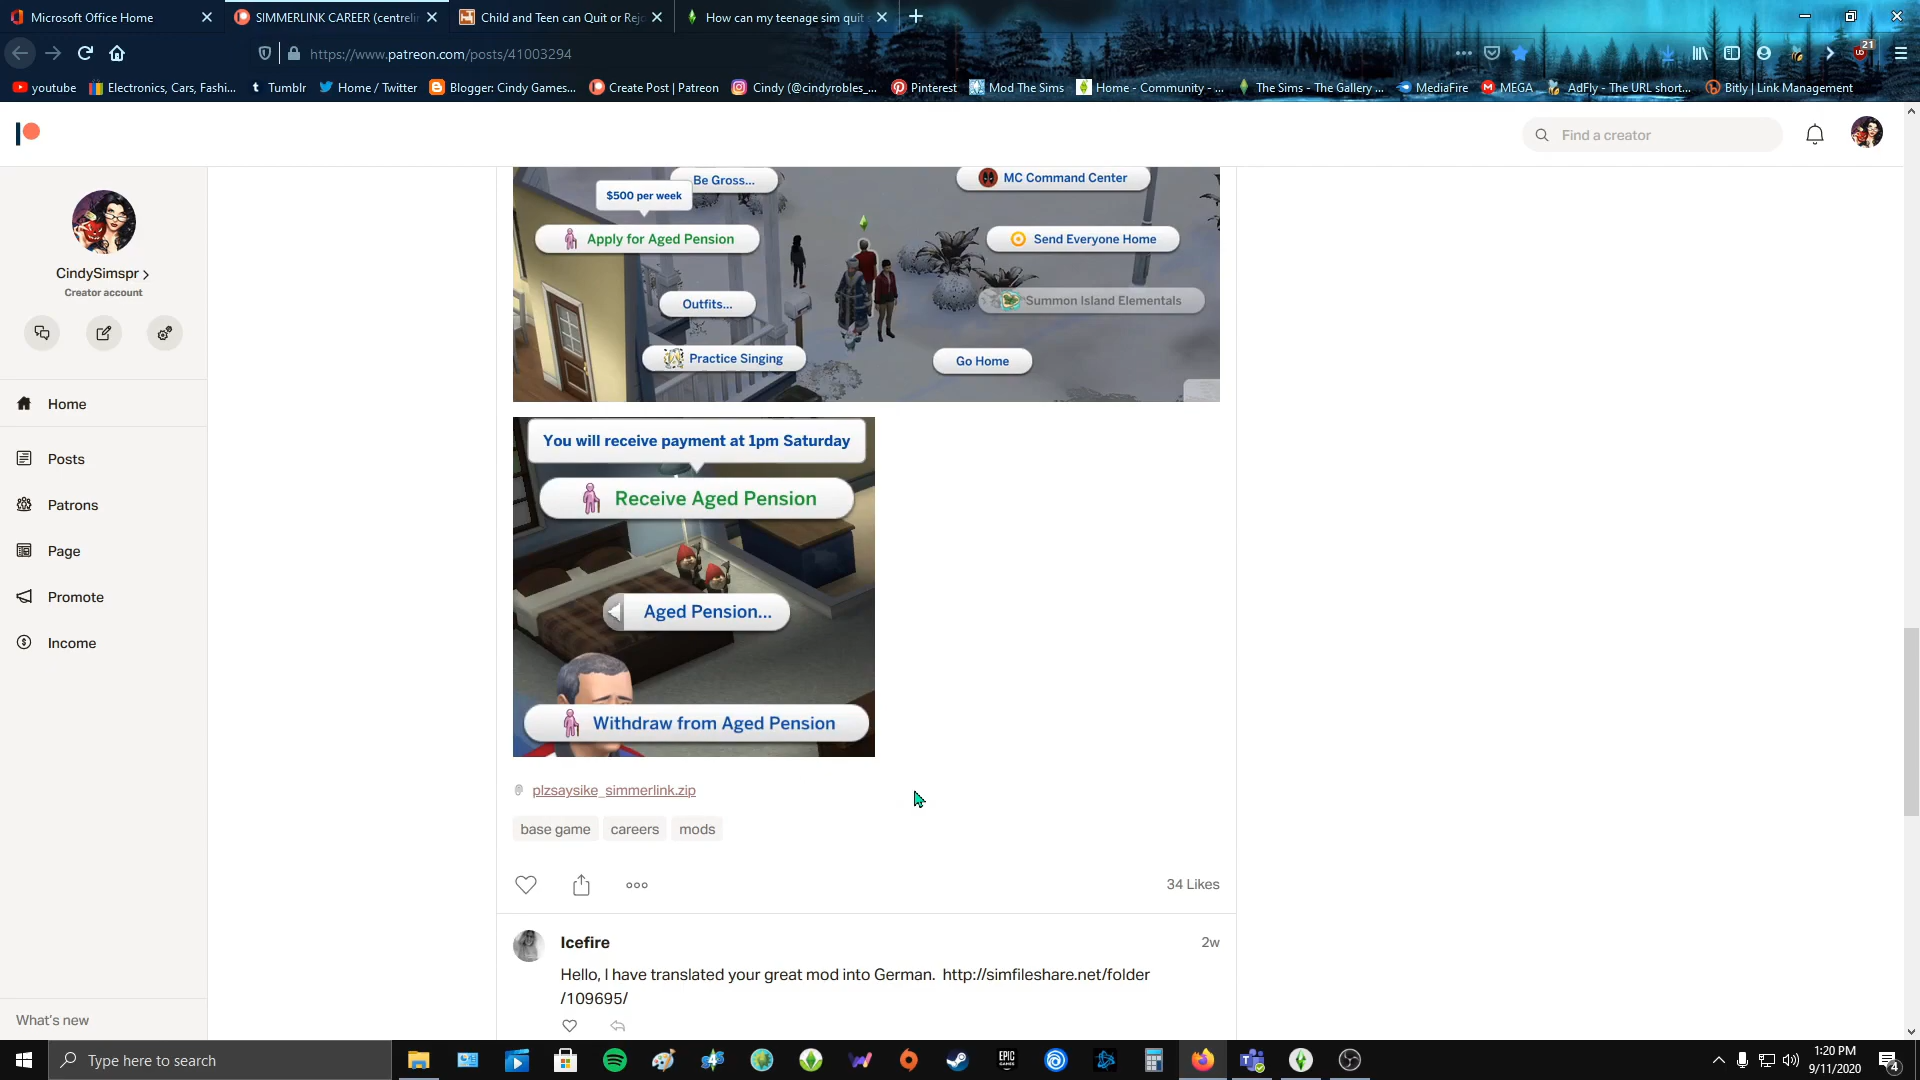 Microsoft Office Home
SIMMERLINK CAREER (centreli
Child and Teen can Quit or Rej
How can my teenage sim quit
https://www.patreon.com/posts/41003294
21
youtube
Electronics, Cars, Fashi...
Tumblr
Home / Twitter
Blogger: Cindy Games...
Create Post | Patreon
Cindy (@cindyrobles_...
Pinterest
Mod The Sims
Home - Community - ...
The Sims - The Gallery ...
MediaFire
MEGA
AdFly - The URL short...
Bitly | Link Management
Find a creator
CindySimspr
Creator account
Home
Posts
Patrons
Page
Promote
Income
What's new
Be Gross...
MC Command Center
$500 per week
Apply for Aged Pension
Send Everyone Home
Outfits...
Summon Island Elementals
Practice Singing
Go Home
You will receive payment at 1pm Saturday
Receive Aged Pension
Aged Pension...
Withdraw from Aged Pension
plzsaysike_simmerlink.zip
base game
careers
mods
34 Likes
Icefire
2w
Hello, I have translated your great mod into German. http://simfileshare.net/folder
/109695/
Type here to search
EPIC
GAMES
1:20 PM
9/11/2020
4